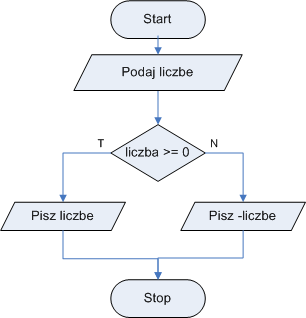 Start
Podaj liczbe
liczba >= 0
T
N
Pisz liczbe
Pisz -liczbe
Stop